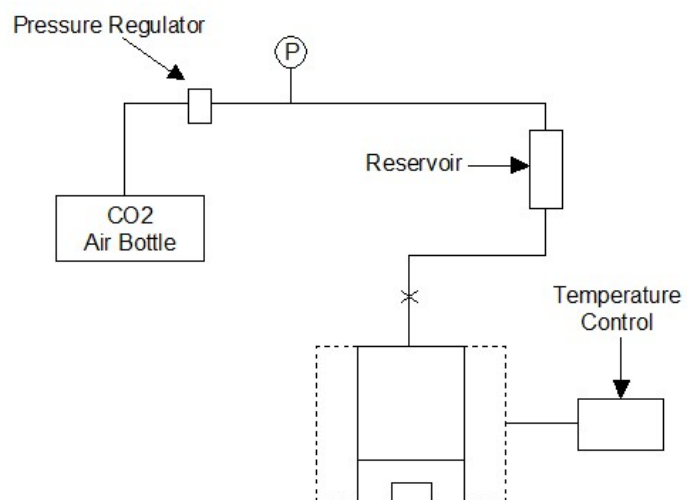 Pressure Regulator
P
Reservoir
CO2
Air Bottle
Temperature
Control